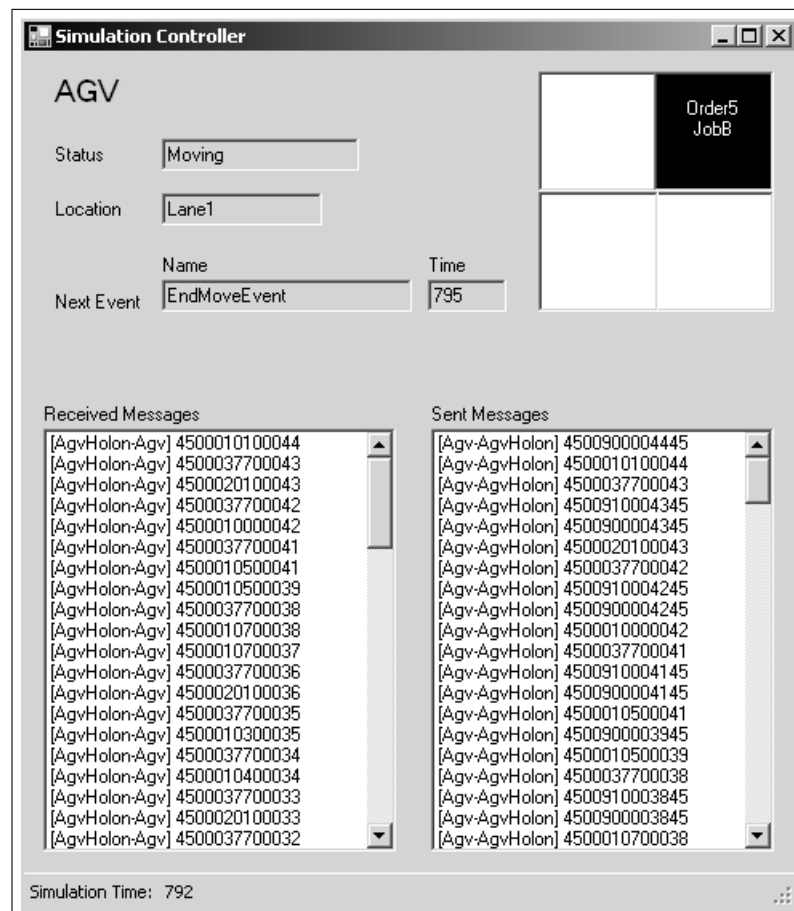 Simulation Controller
AGV
Order5
JobB
Status Moving
Location Lane1
Name Time
Next Event EndMoveEvent 795
Received Messages
[AgvHolon-Agv] 4500010100044
[AgvHolon-Agv] 4500037700043
[AgvHolon-Agv] 4500020100043
[AgvHolon-Agv] 4500037700042
[AgvHolon-Agv] 4500010000042
[AgvHolon-Agv] 4500037700041
[AgvHolon-Agv] 4500010500041
[AgvHolon-Agv] 4500010500039
[AgvHolon-Agv] 4500037700038
[AgvHolon-Agv] 4500010700038
[AgvHolon-Agv] 4500010700037
[AgvHolon-Agv] 4500037700036
[AgvHolon-Agv] 4500020100036
[AgvHolon-Agv] 4500037700035
[AgvHolon-Agv] 4500010300035
[AgvHolon-Agv] 4500037700034
[AgvHolon-Agv] 4500010400034
[AgvHolon-Agv] 4500037700033
[AgvHolon-Agv] 4500020100033
[AgvHolon-Agv] 4500037700032
Sent Messages
[Agv-AgvHolon] 4500900004445
[Agv-AgvHolon] 4500010100044
[Agv-AgvHolon] 4500037700043
[Agv-AgvHolon] 4500910004345
[Agv-AgvHolon] 4500900004345
[Agv-AgvHolon] 4500020100043
[Agv-AgvHolon] 4500037700042
[Agv-AgvHolon] 4500910004245
[Agv-AgvHolon] 4500900004245
[Agv-AgvHolon] 4500010000042
[Agv-AgvHolon] 4500037700041
[Agv-AgvHolon] 4500910004145
[Agv-AgvHolon] 4500900004145
[Agv-AgvHolon] 4500010500041
[Agv-AgvHolon] 4500900003945
[Agv-AgvHolon] 4500010500039
[Agv-AgvHolon] 4500037700038
[Agv-AgvHolon] 4500910003845
[Agv-AgvHolon] 4500900003845
[Agv-AgvHolon] 4500010700038
Simulation Time: 792